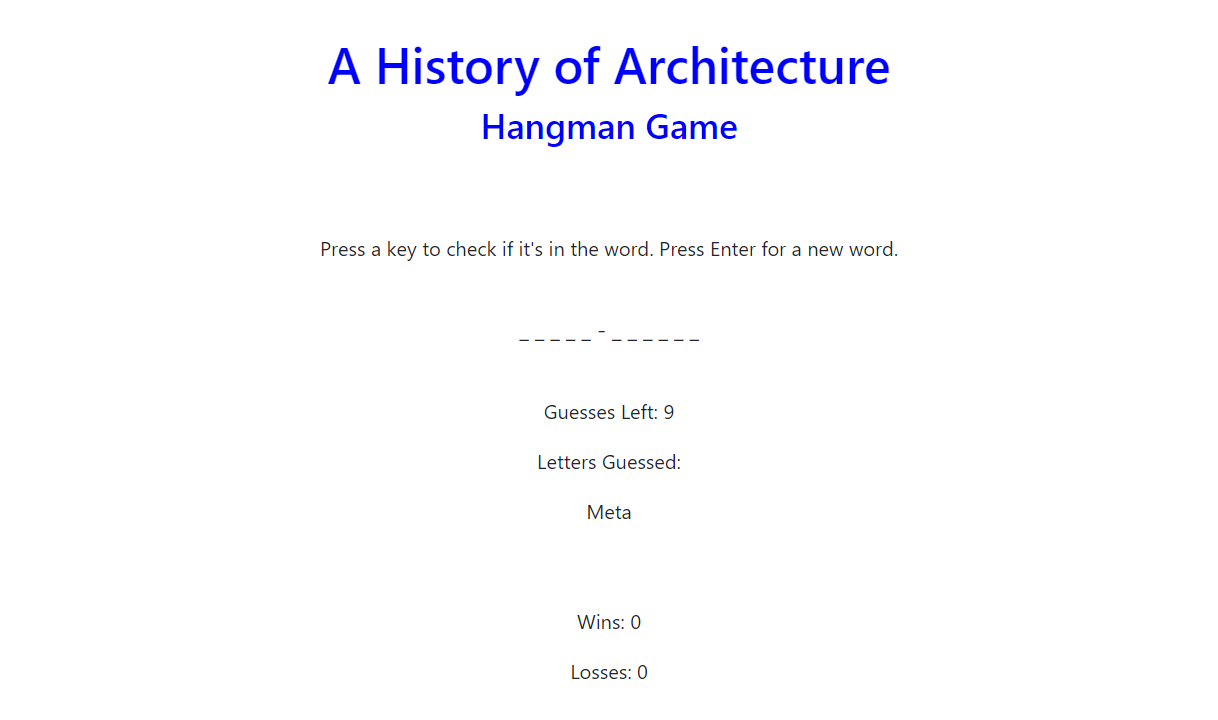 A History of Architecture
Hangman Game
Press a key to check if it's in the word. Press Enter for a new word.
_ _ _ _ _ - _ _ _ _ _ _
Guesses Left: 9
Letters Guessed:
Meta
Wins: 0
Losses: 0